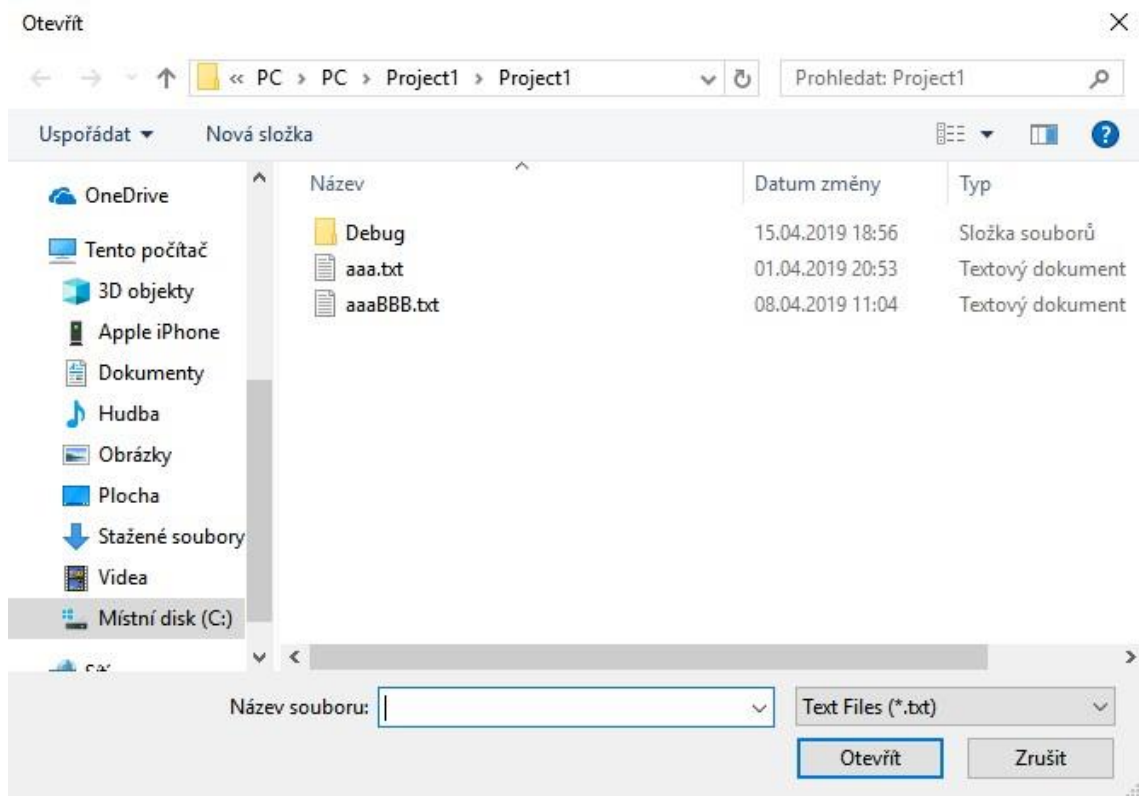 Otevřít
« PC › PC › Project1 › Project1
Prohledat: Project1
Uspořádat
Nová složka
?
OneDrive
Tento počítač
3D objekty
Apple iPhone
Dokumenty
Hudba
Obrázky
Plocha
Stažené soubory
Videa
Místní disk (C:)
Název Datum změny Typ
Debug 15.04.2019 18:56 Složka souborů
aaa.txt 01.04.2019 20:53 Textový dokument
aaaBBB.txt 08.04.2019 11:04 Textový dokument
Název souboru:
Text Files (*.txt)
Otevřít
Zrušit